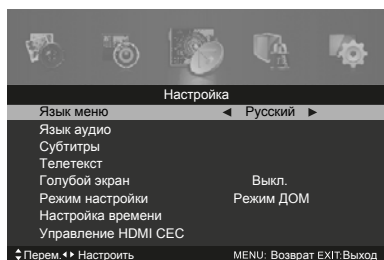 Настройка
Язык меню ◄ Русский ►
Язык аудио
Субтитры
Телетекст
Голубой экран Выкл.
Режим настройки Режим ДОМ
Настройка времени
Управление HDMI CEC
Перем. Настроить MENU: Возврат EXIT:Выход